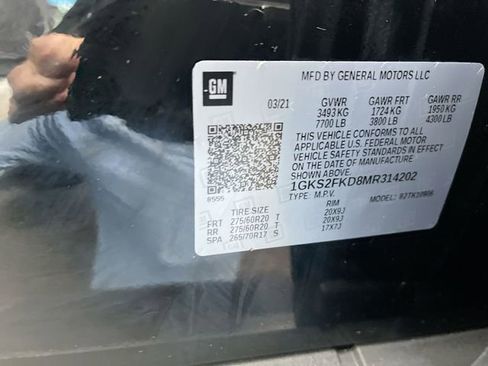 GM
MFD BY GENERAL MOTORS LLC
03/21 GVWR GAWR FRT GAWR RR
3493 KG 1724 KG 1950 KG
7700 LB 3800 LB 4300 LB
THIS VEHICLE CONFORMS TO ALL
APPLICABLE U.S. FEDERAL MOTOR
VEHICLE SAFETY STANDARDS IN EFFECT
ON THE DATE OF MANUFACTURE
SHOWN ABOVE.
8555
1GKS2FKD8MR314202
TYPE: M.P.V. MODEL:
TIRE SIZE RIM
FRT 275/60R20 T 20X9J
RR 275/60R20 T 20X9J
SPA 265/70R17 S 17X7J